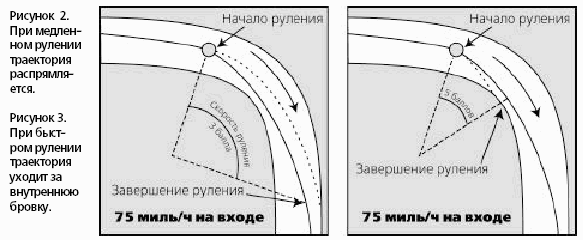 Рисунок 2.
При медлен-
ном рулении
траектория
распрямля-
ется.
Рисунок 3.
При быст-
ром рулении
траектория
уходит за
внутреннюю
бровку.
Начало руления
Скорость руления
3 балла
Завершение руления
75 миль/ч на входе
Начало руления
5 баллов
Завершение руления
75 миль/ч на входе